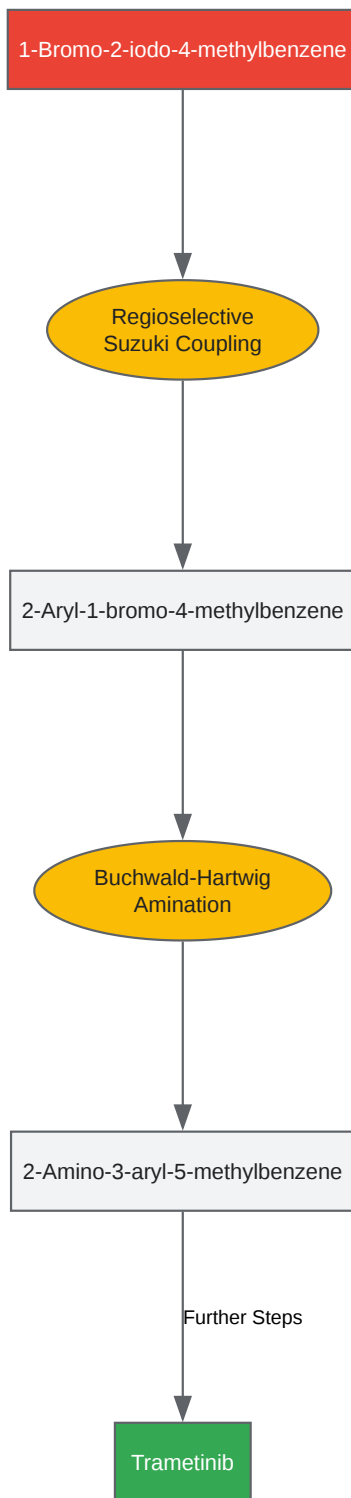 1-Bromo-2-iodo-4-methylbenzene
Regioselective
Suzuki Coupling
2-Aryl-1-bromo-4-methylbenzene
Buchwald-Hartwig
Amination
2-Amino-3-aryl-5-methylbenzene
Further Steps
Trametinib